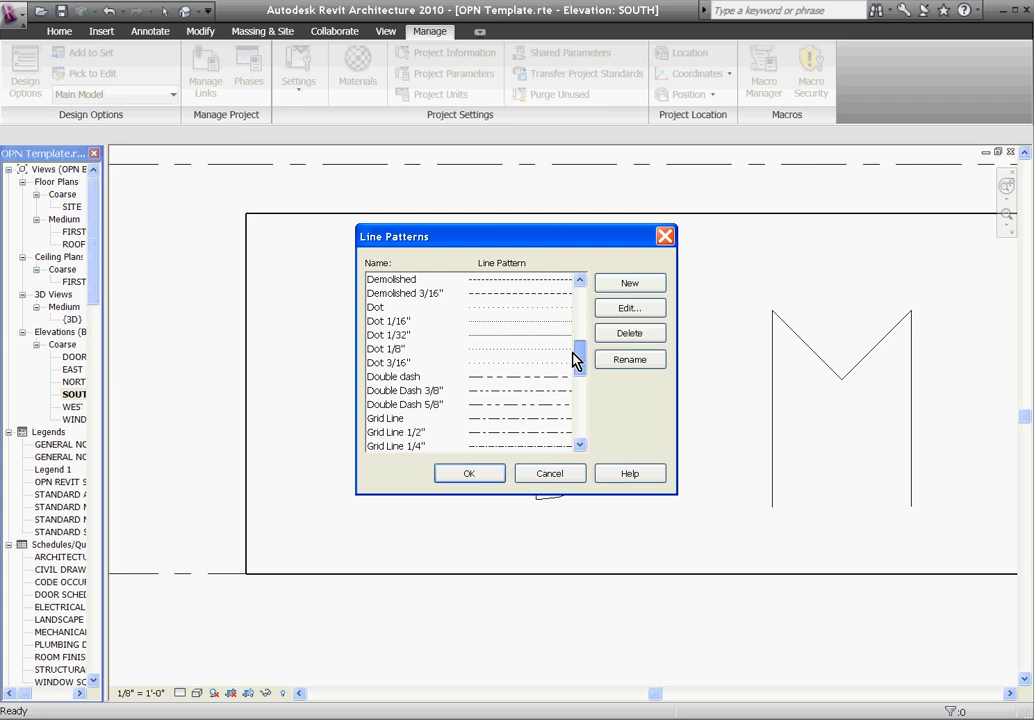 Autodesk Revit Architecture 2010 - [OPN Template.rte - Elevation: SOUTH]
Type a keyword or phrase
Home Insert Annotate Modify Massing & Site Collaborate View Manage
Design Options
Add to Set
Pick to Edit
Main Model
Manage Links
Phases
Settings
Materials
Project Information
Project Parameters
Project Units
Shared Parameters
Transfer Project Standards
Purge Unused
Location
Coordinates
Position
Macro Manager
Macro Security
Design Options
Manage Project
Project Settings
Project Location
Macros
OPN Template.r...
Views (OPN E
Floor Plans
Coarse
SITE
Medium
FIRST
ROOF
Ceiling Plans
Coarse
FIRST
3D Views
Medium
{3D}
Elevations (B
Coarse
DOOR
EAST
NORT
SOUT
WEST
WIND
Legends
GENERAL NO
GENERAL NO
Legend 1
OPN REVIT S
STANDARD A
STANDARD N
STANDARD N
STANDARD S
Schedules/Qu
ARCHITECTU
CIVIL DRAW
CODE OCCUF
DOOR SCHED
ELECTRICAL
LANDSCAPE
MECHANICA
PLUMBING D
ROOM FINIS
STRUCTURA
WINDOW SC
Line Patterns
Name: Line Pattern
Demolished
Demolished 3/16"
Dot
Dot 1/16"
Dot 1/32"
Dot 1/8"
Dot 3/16"
Double dash
Double Dash 3/8"
Double Dash 5/8"
Grid Line
Grid Line 1/2"
Grid Line 1/4"
New
Edit...
Delete
Rename
OK Cancel Help
1/8" = 1'-0"
Ready
:0